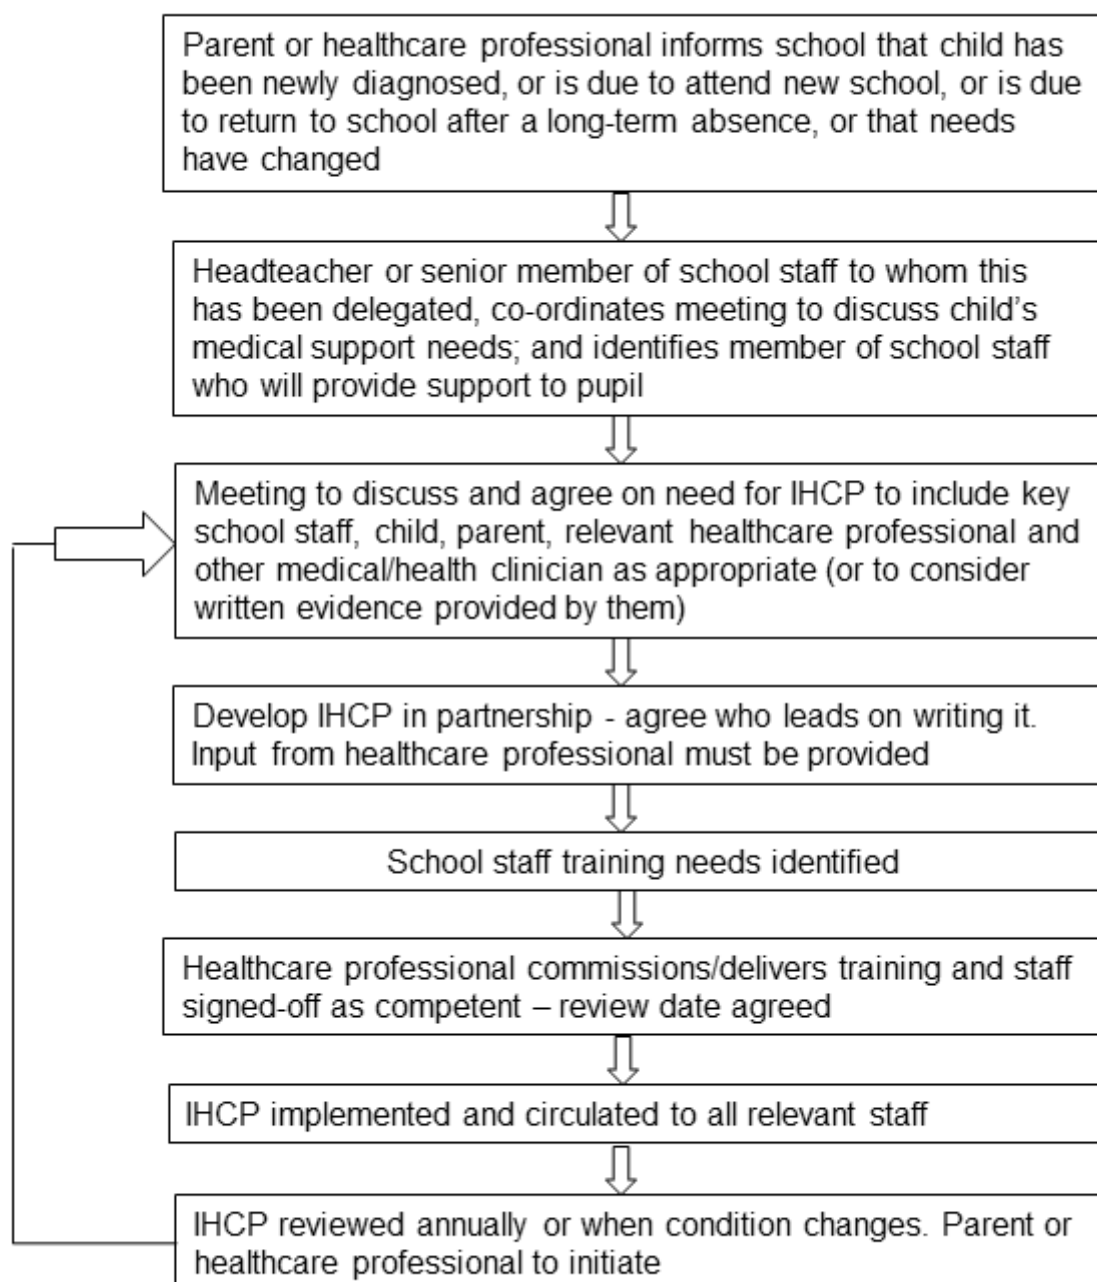 Parent or healthcare professional informs school that child has
been newly diagnosed, or is due to attend new school, or is due
to return to school after a long-term absence, or that needs
have changed
Headteacher or senior member of school staff to whom this
has been delegated, co-ordinates meeting to discuss child’s
medical support needs; and identifies member of school staff
who will provide support to pupil
Meeting to discuss and agree on need for IHCP to include key
school staff, child, parent, relevant healthcare professional and
other medical/health clinician as appropriate (or to consider
written evidence provided by them)
Develop IHCP in partnership - agree who leads on writing it.
Input from healthcare professional must be provided
School staff training needs identified
Healthcare professional commissions/delivers training and staff
signed-off as competent – review date agreed
IHCP implemented and circulated to all relevant staff
IHCP reviewed annually or when condition changes. Parent or
healthcare professional to initiate